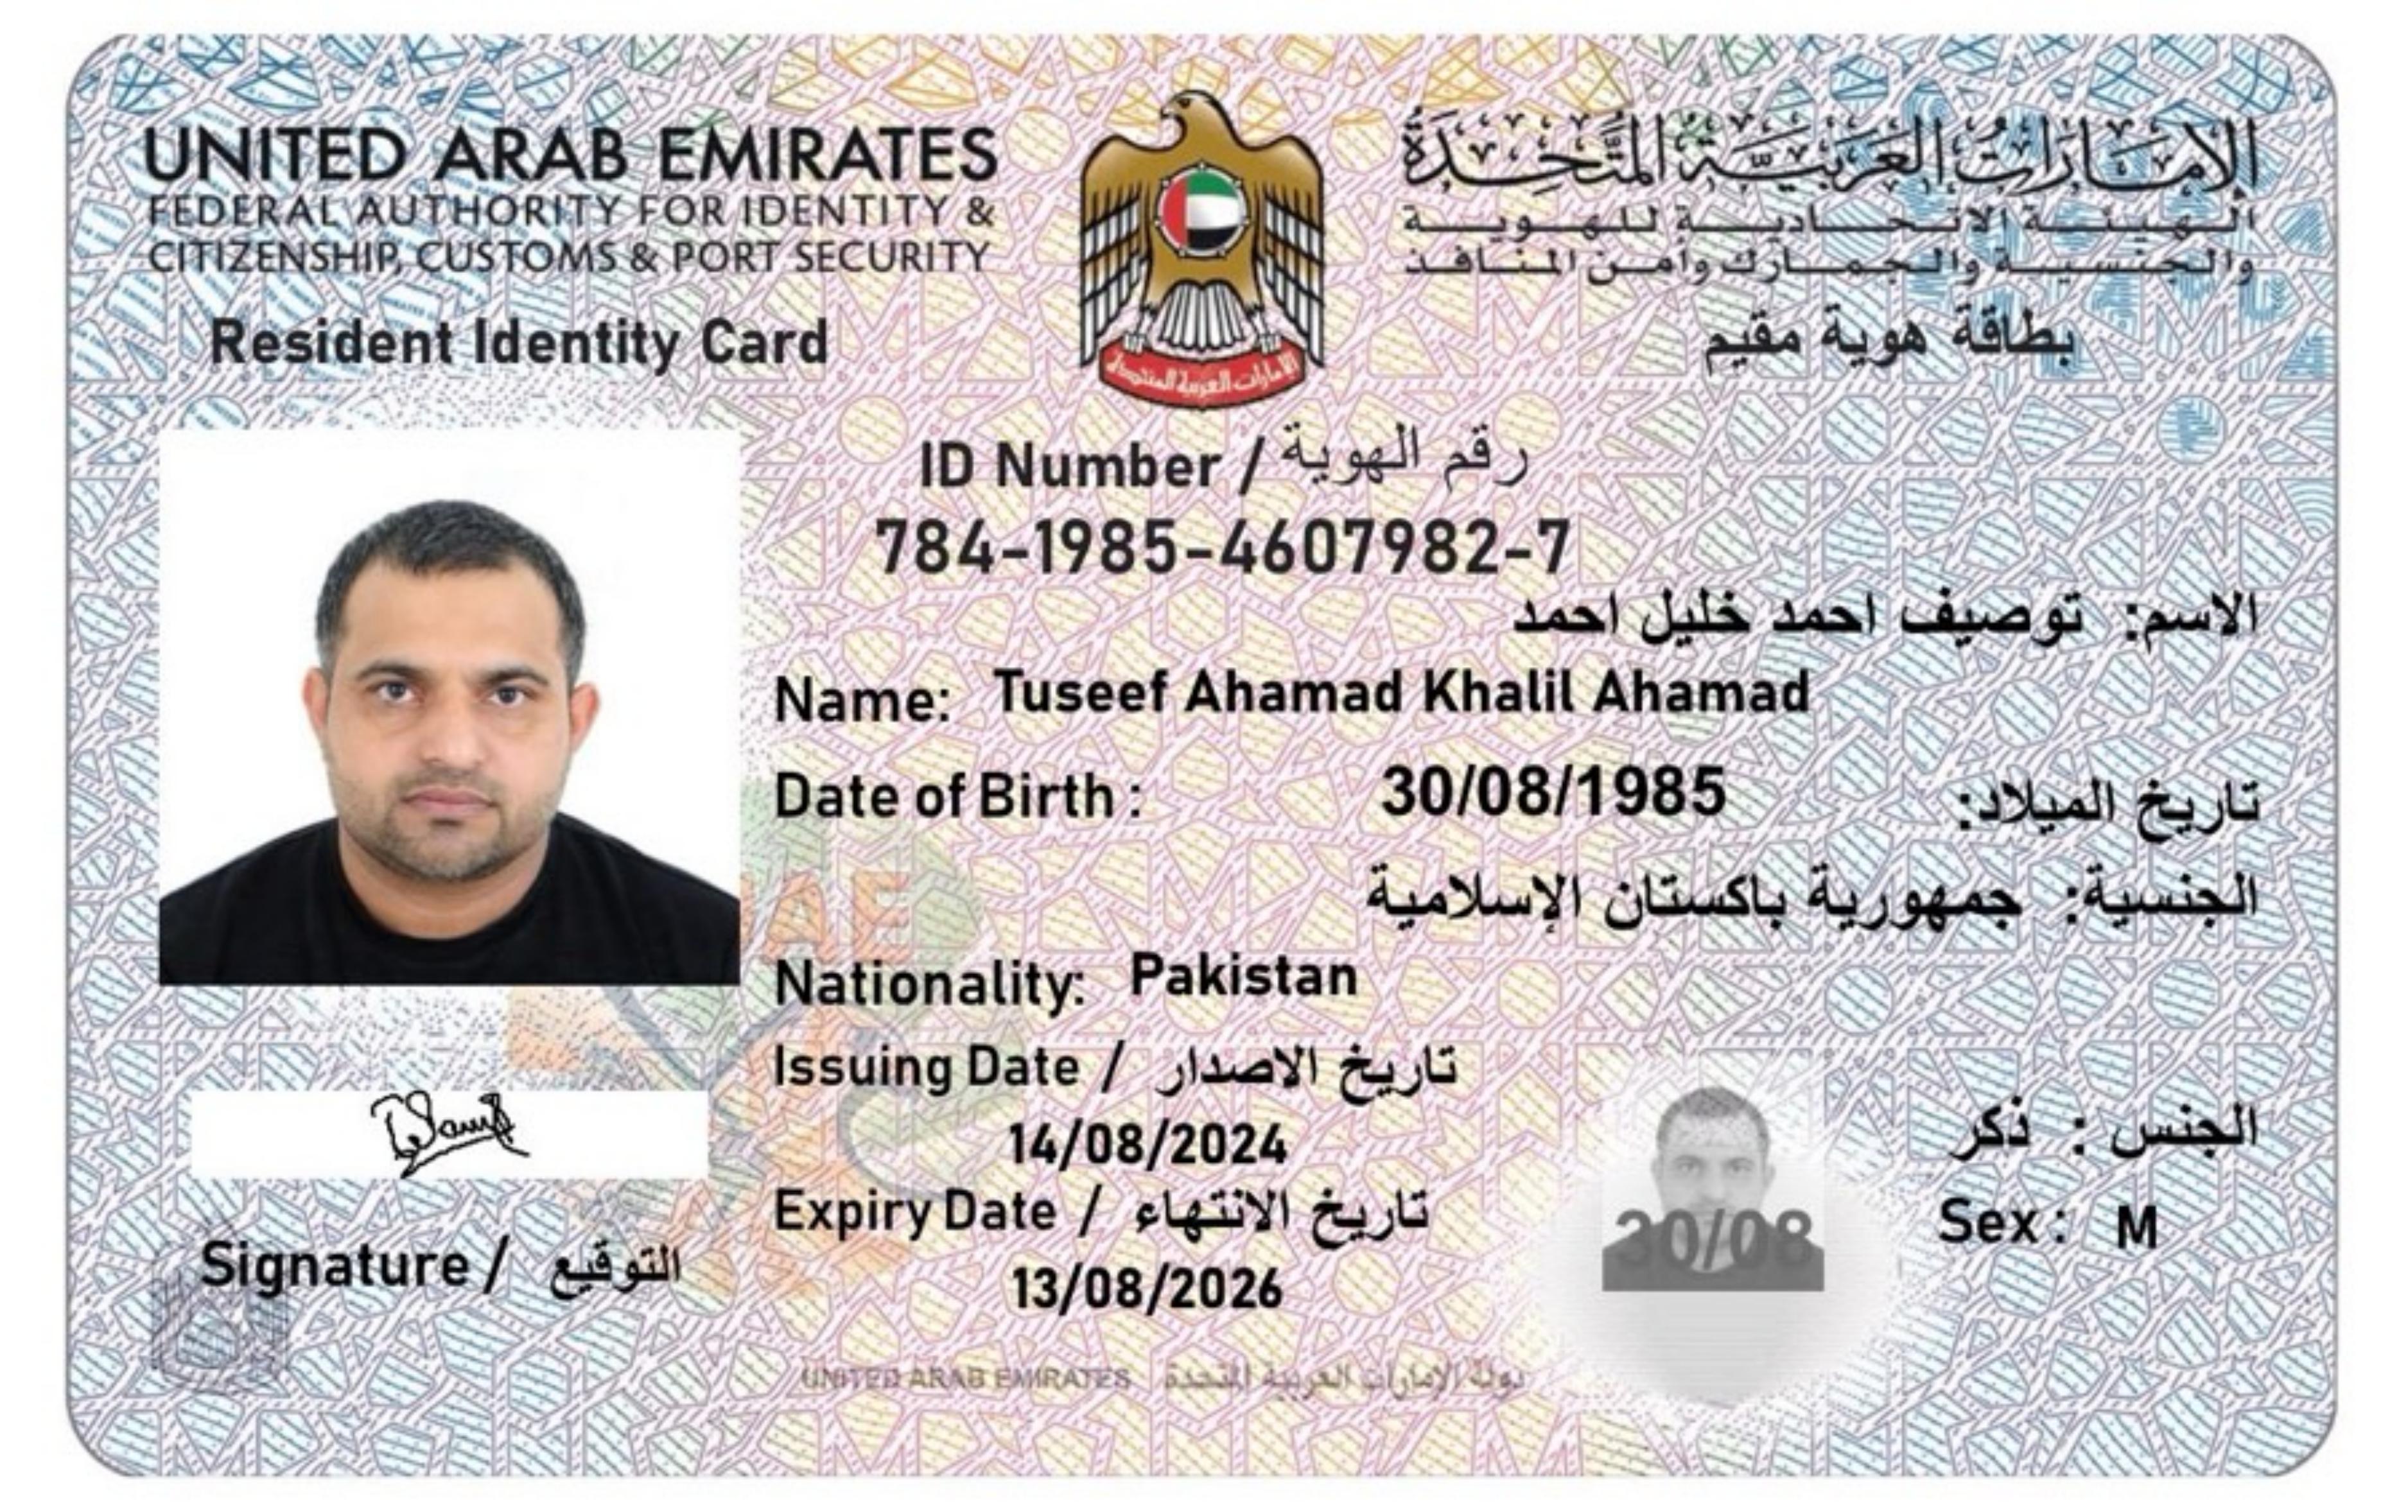 UNITED ARAB EMIRATES
FEDERAL AUTHORITY FOR IDENTITY &
CITIZENSHIP, CUSTOMS & PORT SECURITY
Resident Identity Card
الإمارات العربية المتحدة
الهيئة الاتحادية للهوية
والجنسية والجمارك وأمن المنافذ
بطاقة هوية مقيم
ID Number / رقم الهوية
784-1985-4607982-7
الاسم: توصيف احمد خليل احمد
Name: Tuseef Ahamad Khalil Ahamad
Date of Birth : 30/08/1985 تاريخ الميلاد:
الجنسية: جمهورية باكستان الإسلامية
Nationality: Pakistan
Issuing Date / تاريخ الاصدار
14/08/2024
Expiry Date / تاريخ الانتهاء
13/08/2026
الجنس : ذكر
Sex : M
30/08
Signature / التوقيع
UNITED ARAB EMIRATES دولة الإمارات العربية المتحدة
UAE